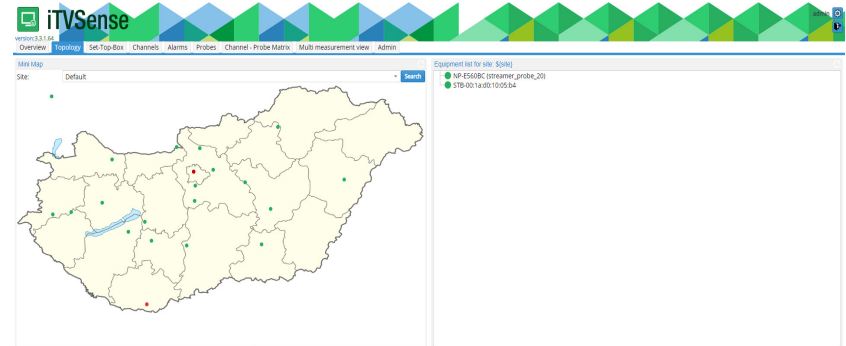 iTVSense
admin
version:3.3.1.64
Overview Topology Set-Top-Box Channels Alarms Probes Channel - Probe Matrix Multi measurement view Admin
Mini Map
Site: Default Search
Equipment list for site: ${site}
NP-E560BC (streamer_probe_20)
STB-00:1a:d0:10:05:b4